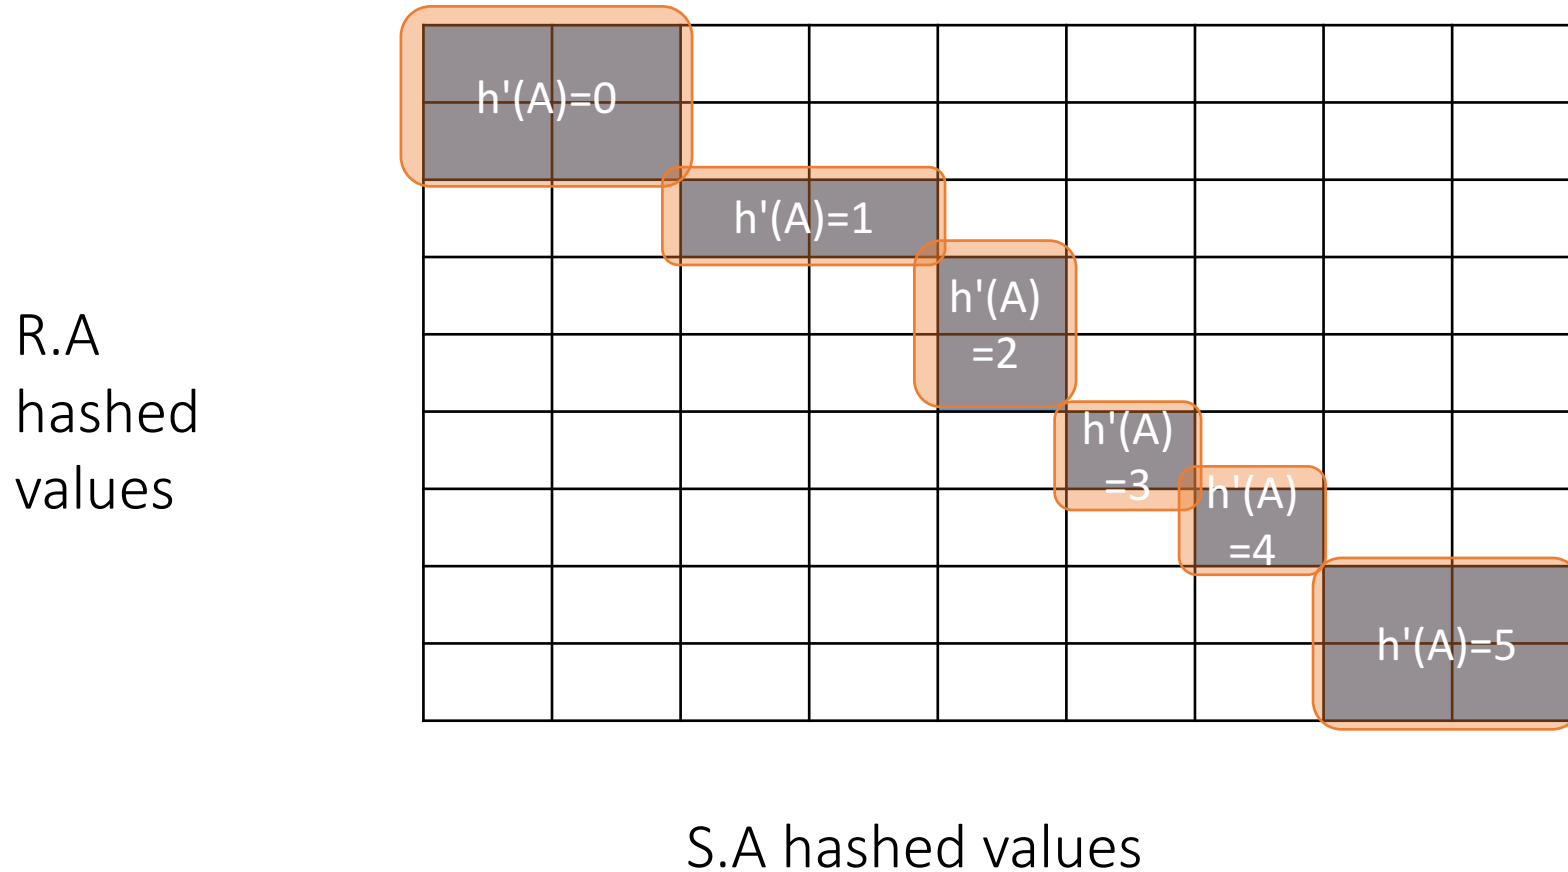 h'(A)=0
h'(A)=1
h'(A)
=2
R.A
hashed
values
h'(A)
=3
h'(A)
=4
h'(A)=5
S.A hashed values